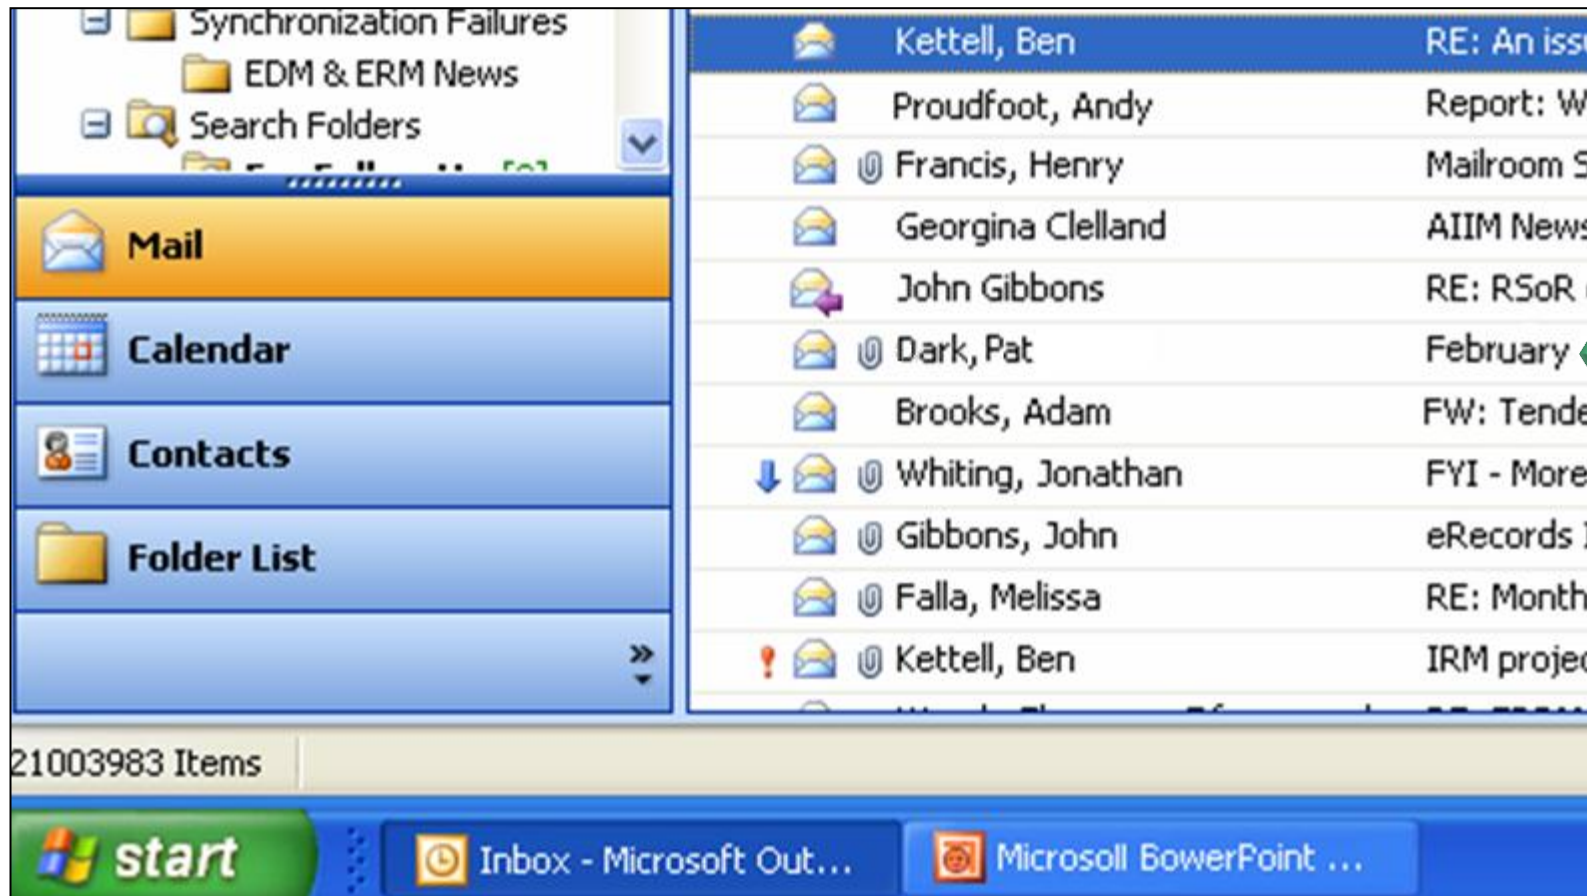 Synchronization Failures
EDM & ERM News
Search Folders
Mail
Calendar
Contacts
Folder List
Kettell, Ben RE: An issu
Proudfoot, Andy Report: W
Francis, Henry Mailroom S
Georgina Clelland AIIM News
John Gibbons RE: RSoR
Dark, Pat February
Brooks, Adam FW: Tende
Whiting, Jonathan FYI - More
Gibbons, John eRecords
Falla, Melissa RE: Month
Kettell, Ben IRM projec
21003983 Items
start Inbox - Microsoft Out... Microsoll BowerPoint ...